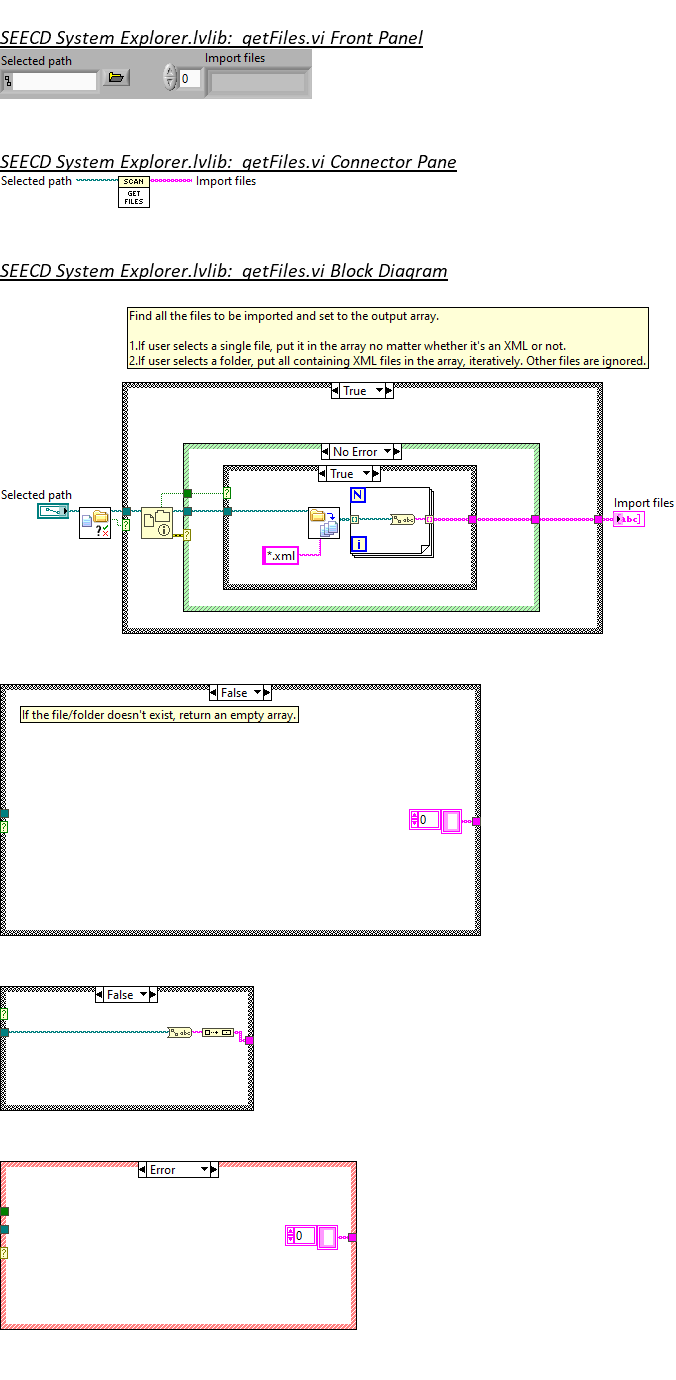 SEECD System Explorer.lvlib: getFiles.vi Front Panel
Selected path
Import files
0
SEECD System Explorer.lvlib: getFiles.vi Connector Pane
Selected path
SCAN
GET
FILES
Import files
SEECD System Explorer.lvlib: getFiles.vi Block Diagram
Find all the files to be imported and set to the output array.
1.If user selects a single file, put it in the array no matter whether it's an XML or not.
2.If user selects a folder, put all containing XML files in the array, iteratively. Other files are ignored.
True
No Error
True
Selected path
N
i
*.xml
abc
?
?
?
?
Import files
abc
False
If the file/folder doesn't exist, return an empty array.
?
0
False
?
abc
Error
?
0